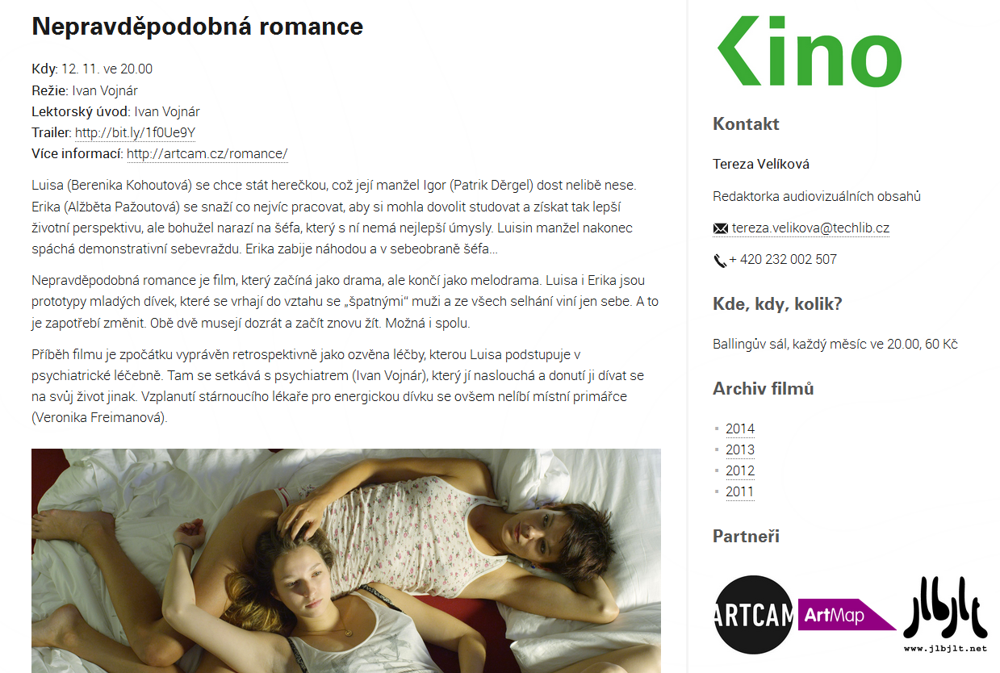 Nepravděpodobná romance
Kdy: 12. 11. ve 20.00
Režie: Ivan Vojnár
Lektorský úvod: Ivan Vojnár
Trailer: http://bit.ly/1f0Ue9Y
Více informací: http://artcam.cz/romance/
Luisa (Berenika Kohoutová) se chce stát herečkou, což její manžel Igor (Patrik Děrgel) dost nelibě nese.
Erika (Alžběta Pažoutová) se snaží co nejvíc pracovat, aby si mohla dovolit studovat a získat tak lepší
životní perspektivu, ale bohužel narazí na šéfa, který s ní nemá nejlepší úmysly. Luisin manžel nakonec
spáchá demonstrativní sebevraždu. Erika zabije náhodou a v sebeobraně šéfa...
Nepravděpodobná romance je film, který začíná jako drama, ale končí jako melodrama. Luisa i Erika jsou
prototypy mladých dívek, které se vrhají do vztahu se „špatnými“ muži a ze všech selhání viní jen sebe. A to
je zapotřebí změnit. Obě dvě musejí dozrát a začít znovu žít. Možná i spolu.
Příběh filmu je zpočátku vyprávěn retrospektivně jako ozvěna léčby, kterou Luisa podstupuje v
psychiatrické léčebně. Tam se setkává s psychiatrem (Ivan Vojnár), který jí naslouchá a donutí ji dívat se
na svůj život jinak. Vzplanutí stárnoucího lékaře pro energickou dívku se ovšem nelíbí místní primářce
(Veronika Freimanová).
Kino
Kontakt
Tereza Velíková
Redaktorka audiovizuálních obsahů
tereza.velikova@techlib.cz
+ 420 232 002 507
Kde, kdy, kolik?
Ballingův sál, každý měsíc ve 20.00, 60 Kč
Archiv filmů
2014
2013
2012
2011
Partneři
ARTCAM
ArtMap
jlbjlt
www.jlbjlt.net